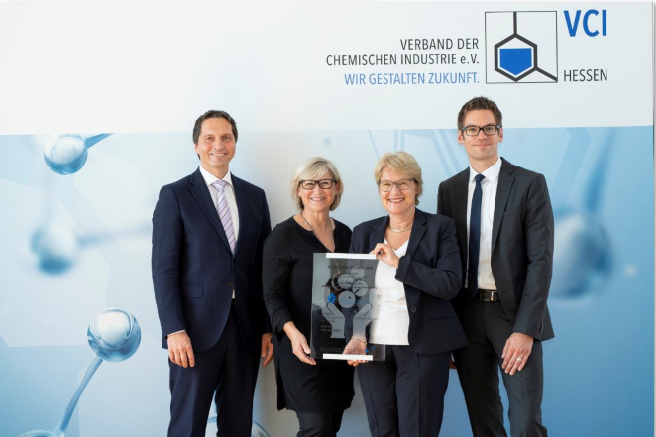 VCI
VERBAND DER
CHEMISCHEN INDUSTRIE e.V.
WIR GESTALTEN ZUKUNFT.
HESSEN